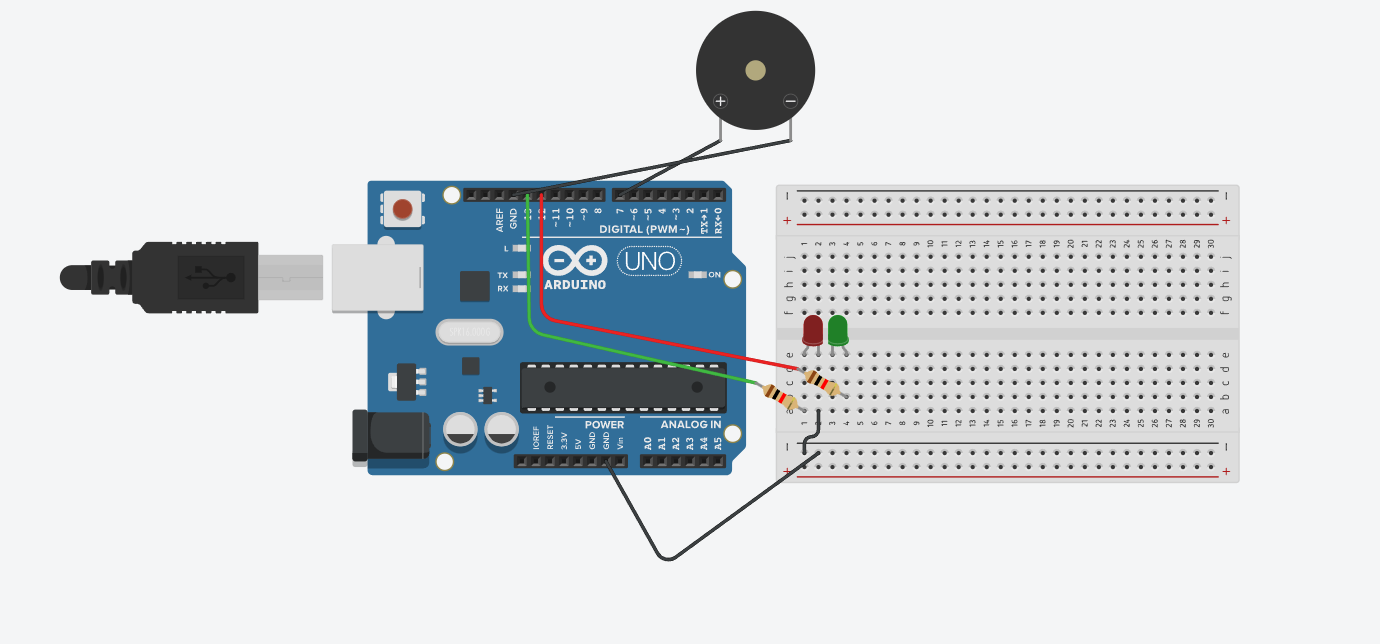 + −
AREF
GND
~11
~10
~9
8
7
~6
~5
4
~3
2
TX→1
RX←0
DIGITAL (PWM~)
L
TX
RX
UNO
ON
ARDUINO
POWER
ANALOG IN
IOREF
RESET
3.3V
5V
GND
GND
Vin
A0
A1
A2
A3
A4
A5
− −
+ +
1 2 3 4 5 6 7 8 9 10 11 12 13 14 15 16 17 18 19 20 21 22 23 24 25 26 27 28 29 30
j j
i i
h h
g g
f f
e e
d
c c
b
a a
1 2 3 4 5 6 7 8 9 10 11 12 13 14 15 16 17 18 19 20 21 22 23 24 25 26 27 28 29 30
− −
+ +